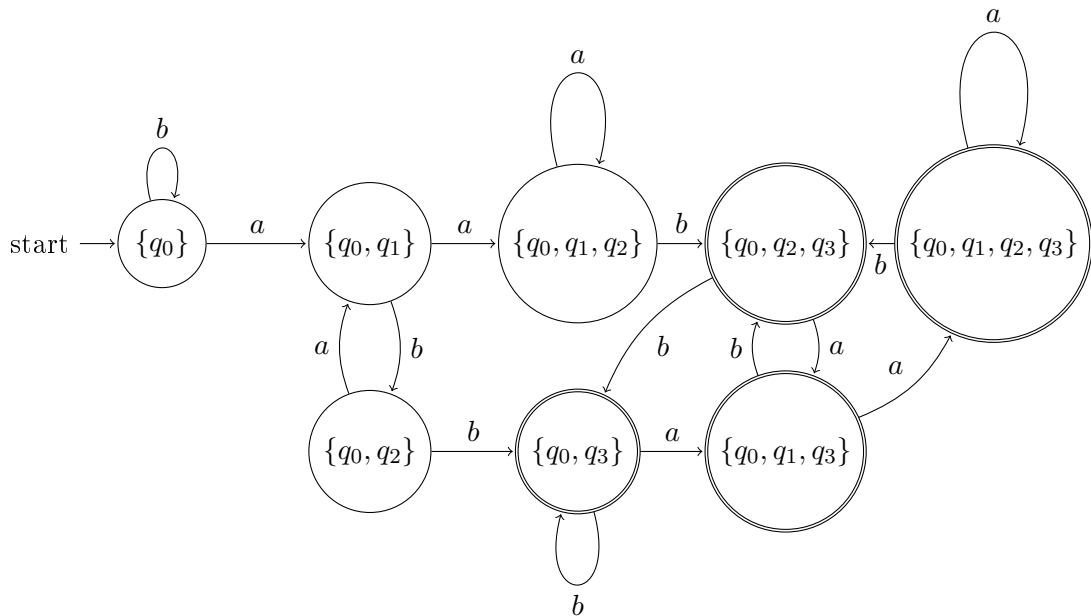 a
a
b
start
{q₀}
a
{q₀, q₁}
a
{q₀, q₁, q₂}
b
{q₀, q₂, q₃}
b
{q₀, q₁, q₂, q₃}
a
b
b
b
a
a
{q₀, q₂}
b
{q₀, q₃}
a
{q₀, q₁, q₃}
b